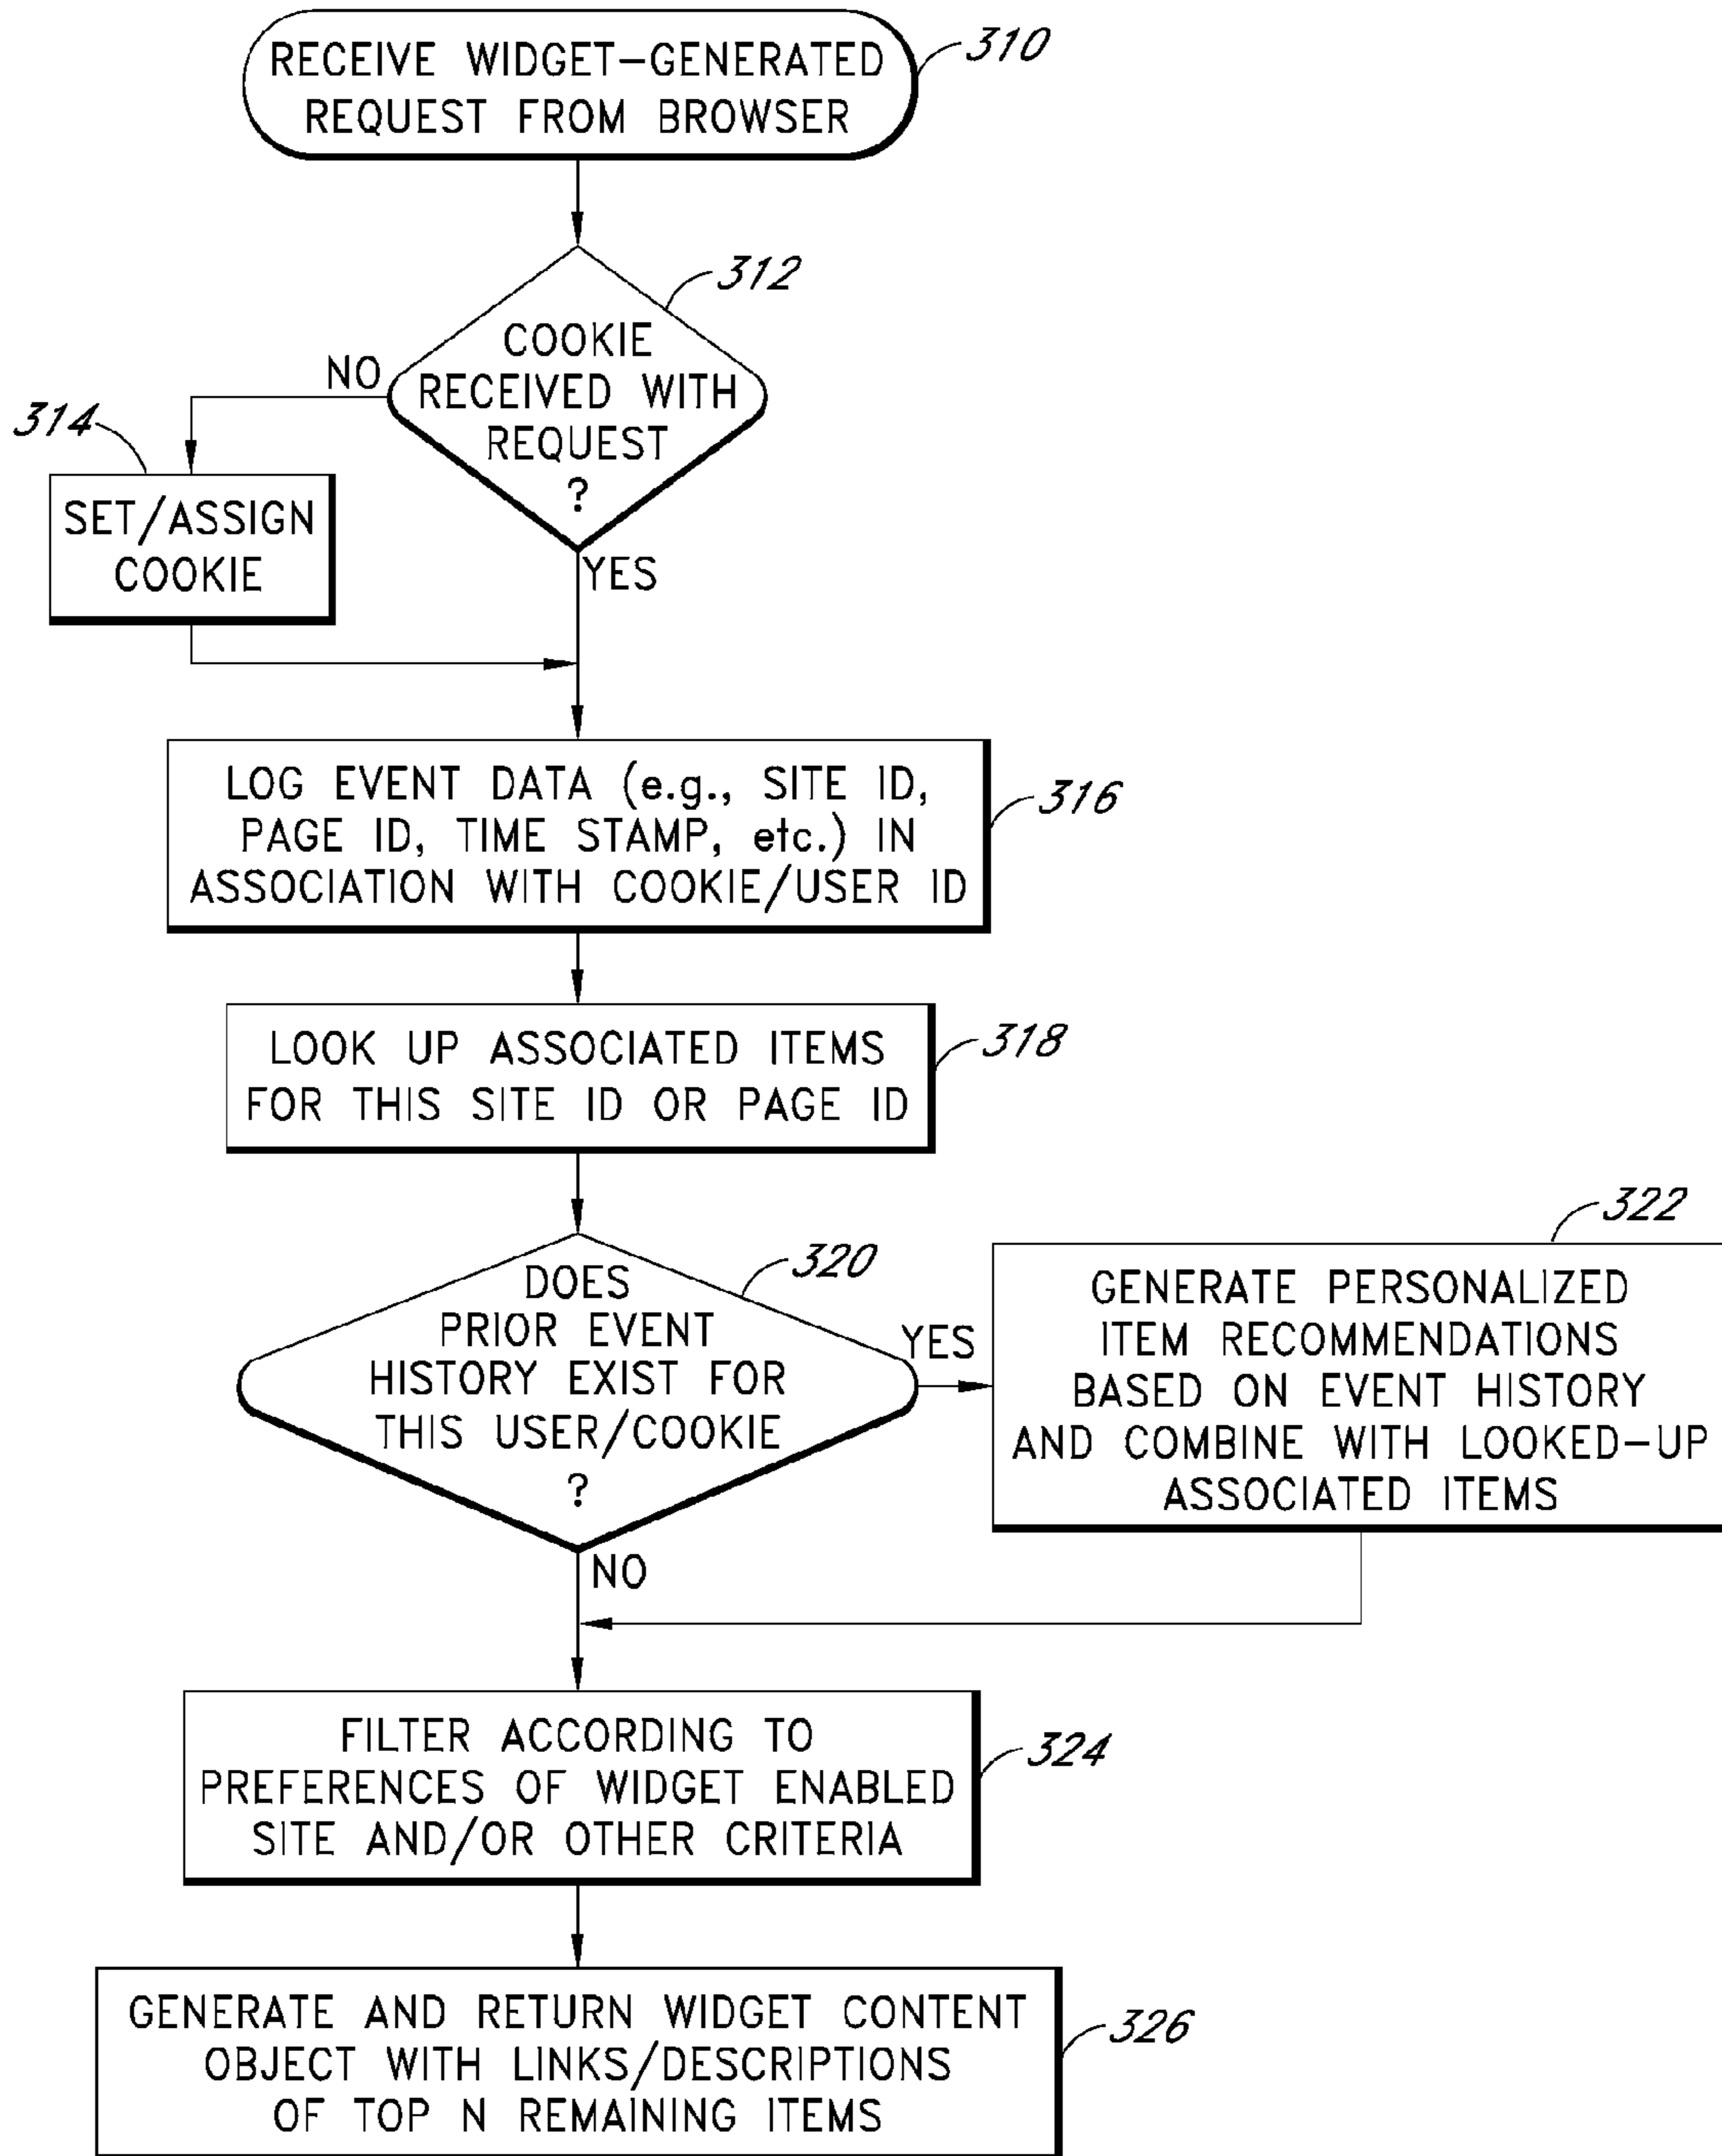 RECEIVE WIDGET-GENERATED
REQUEST FROM BROWSER
310
312
COOKIE
RECEIVED WITH
REQUEST
?
NO
314
SET/ASSIGN
COOKIE
YES
LOG EVENT DATA (e.g., SITE ID,
PAGE ID, TIME STAMP, etc.) IN
ASSOCIATION WITH COOKIE/USER ID
316
LOOK UP ASSOCIATED ITEMS
FOR THIS SITE ID OR PAGE ID
318
320
DOES
PRIOR EVENT
HISTORY EXIST FOR
THIS USER/COOKIE
?
YES
322
GENERATE PERSONALIZED
ITEM RECOMMENDATIONS
BASED ON EVENT HISTORY
AND COMBINE WITH LOOKED-UP
ASSOCIATED ITEMS
NO
FILTER ACCORDING TO
PREFERENCES OF WIDGET ENABLED
SITE AND/OR OTHER CRITERIA
324
GENERATE AND RETURN WIDGET CONTENT
OBJECT WITH LINKS/DESCRIPTIONS
OF TOP N REMAINING ITEMS
326